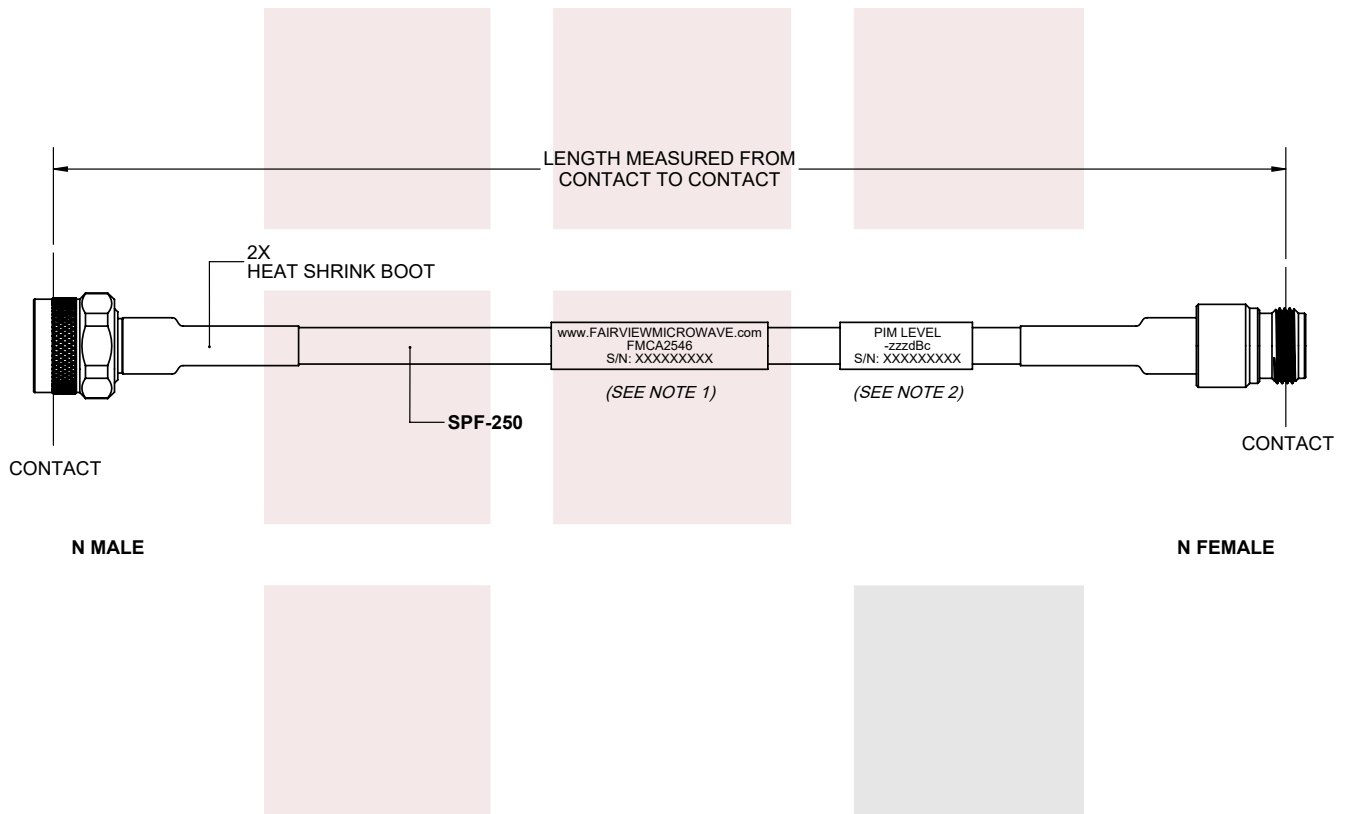 LENGTH MEASURED FROM
CONTACT TO CONTACT
2X
HEAT SHRINK BOOT
www.FAIRVIEWMICROWAVE.com
FMCA2546
S/N: XXXXXXXXX
PIM LEVEL
-zzzdBc
S/N: XXXXXXXXX
(SEE NOTE 1)
(SEE NOTE 2)
SPF-250
CONTACT
CONTACT
N MALE
N FEMALE